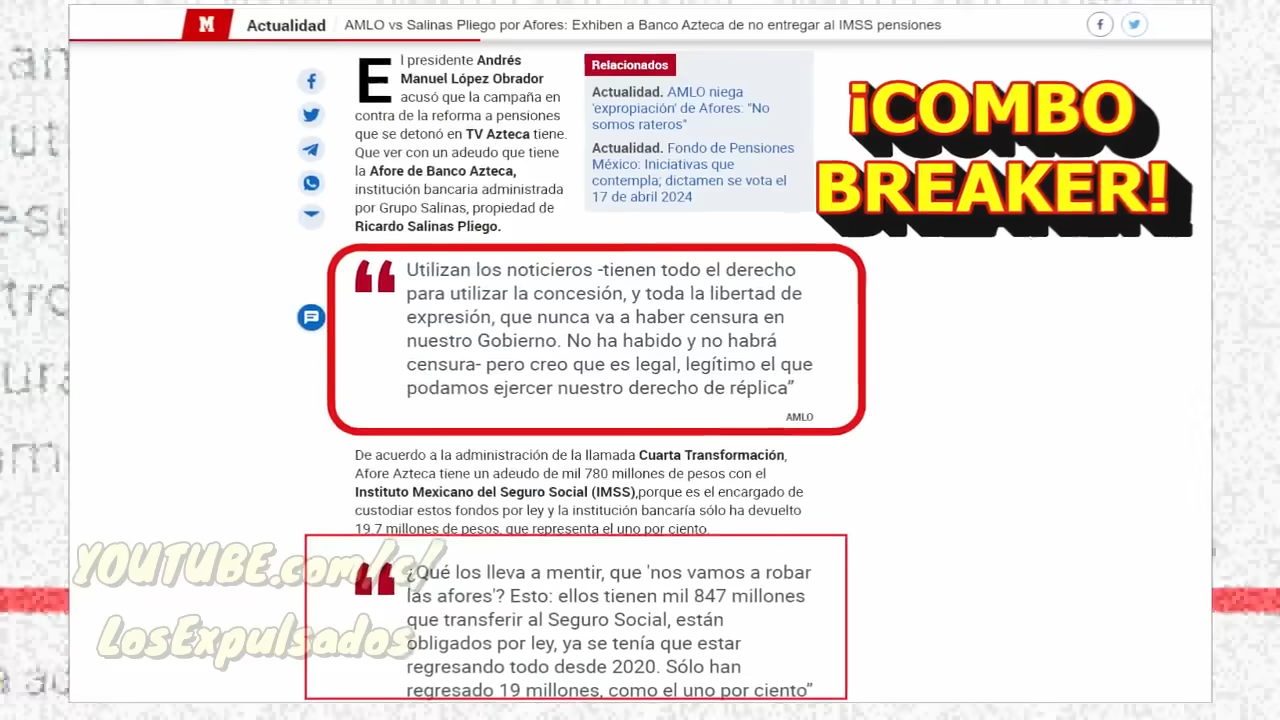 M
Actualidad
AMLO vs Salinas Pliego por Afores: Exhiben a Banco Azteca de no entregar al IMSS pensiones
El presidente Andrés
Manuel López Obrador
acusó que la campaña en
contra de la reforma a pensiones
que se detonó en TV Azteca tiene.
Que ver con un adeudo que tiene
la Afore de Banco Azteca,
institución bancaria administrada
por Grupo Salinas, propiedad de
Ricardo Salinas Pliego.
Relacionados
Actualidad. AMLO niega
'expropiación' de Afores: "No
somos rateros"
Actualidad. Fondo de Pensiones
México: Iniciativas que
contempla; dictamen se vota el
17 de abril 2024
¡COMBO
BREAKER!
“ Utilizan los noticieros -tienen todo el derecho
para utilizar la concesión, y toda la libertad de
expresión, que nunca va a haber censura en
nuestro Gobierno. No ha habido y no habrá
censura- pero creo que es legal, legítimo el que
podamos ejercer nuestro derecho de réplica”
AMLO
De acuerdo a la administración de la llamada Cuarta Transformación,
Afore Azteca tiene un adeudo de mil 780 millones de pesos con el
Instituto Mexicano del Seguro Social (IMSS),porque es el encargado de
custodiar estos fondos por ley y la institución bancaría sólo ha devuelto
19.7 millones de pesos, que representa el uno por ciento.
“ ¿Qué los lleva a mentir, que 'nos vamos a robar
las afores'? Esto: ellos tienen mil 847 millones
que transferir al Seguro Social, están
obligados por ley, ya se tenía que estar
regresando todo desde 2020. Sólo han
regresado 19 millones, como el uno por ciento”
YOUTUBE.com/c/
LosExpulsados